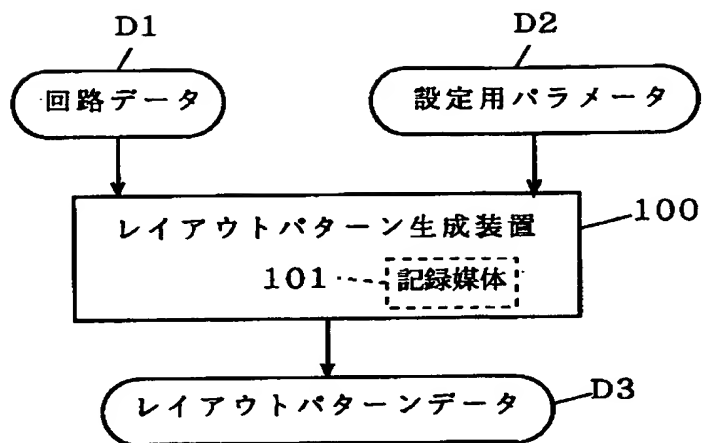 D1
D2
回路データ
設定用パラメータ
レイアウトパターン生成装置
100
101
記録媒体
レイアウトパターンデータ
D3